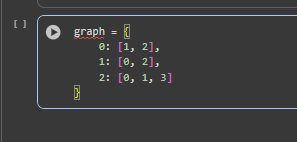 [ ]
graph = {
    0: [1, 2],
    1: [0, 2],
    2: [0, 1, 3]
}